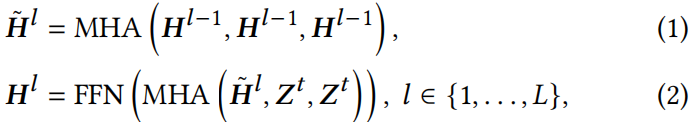 H̃^l = MHA (H^{l−1}, H^{l−1}, H^{l−1}), (1)
H^l = FFN (MHA (H̃^l, Z^t, Z^t)), l ∈ {1, . . . , L}, (2)